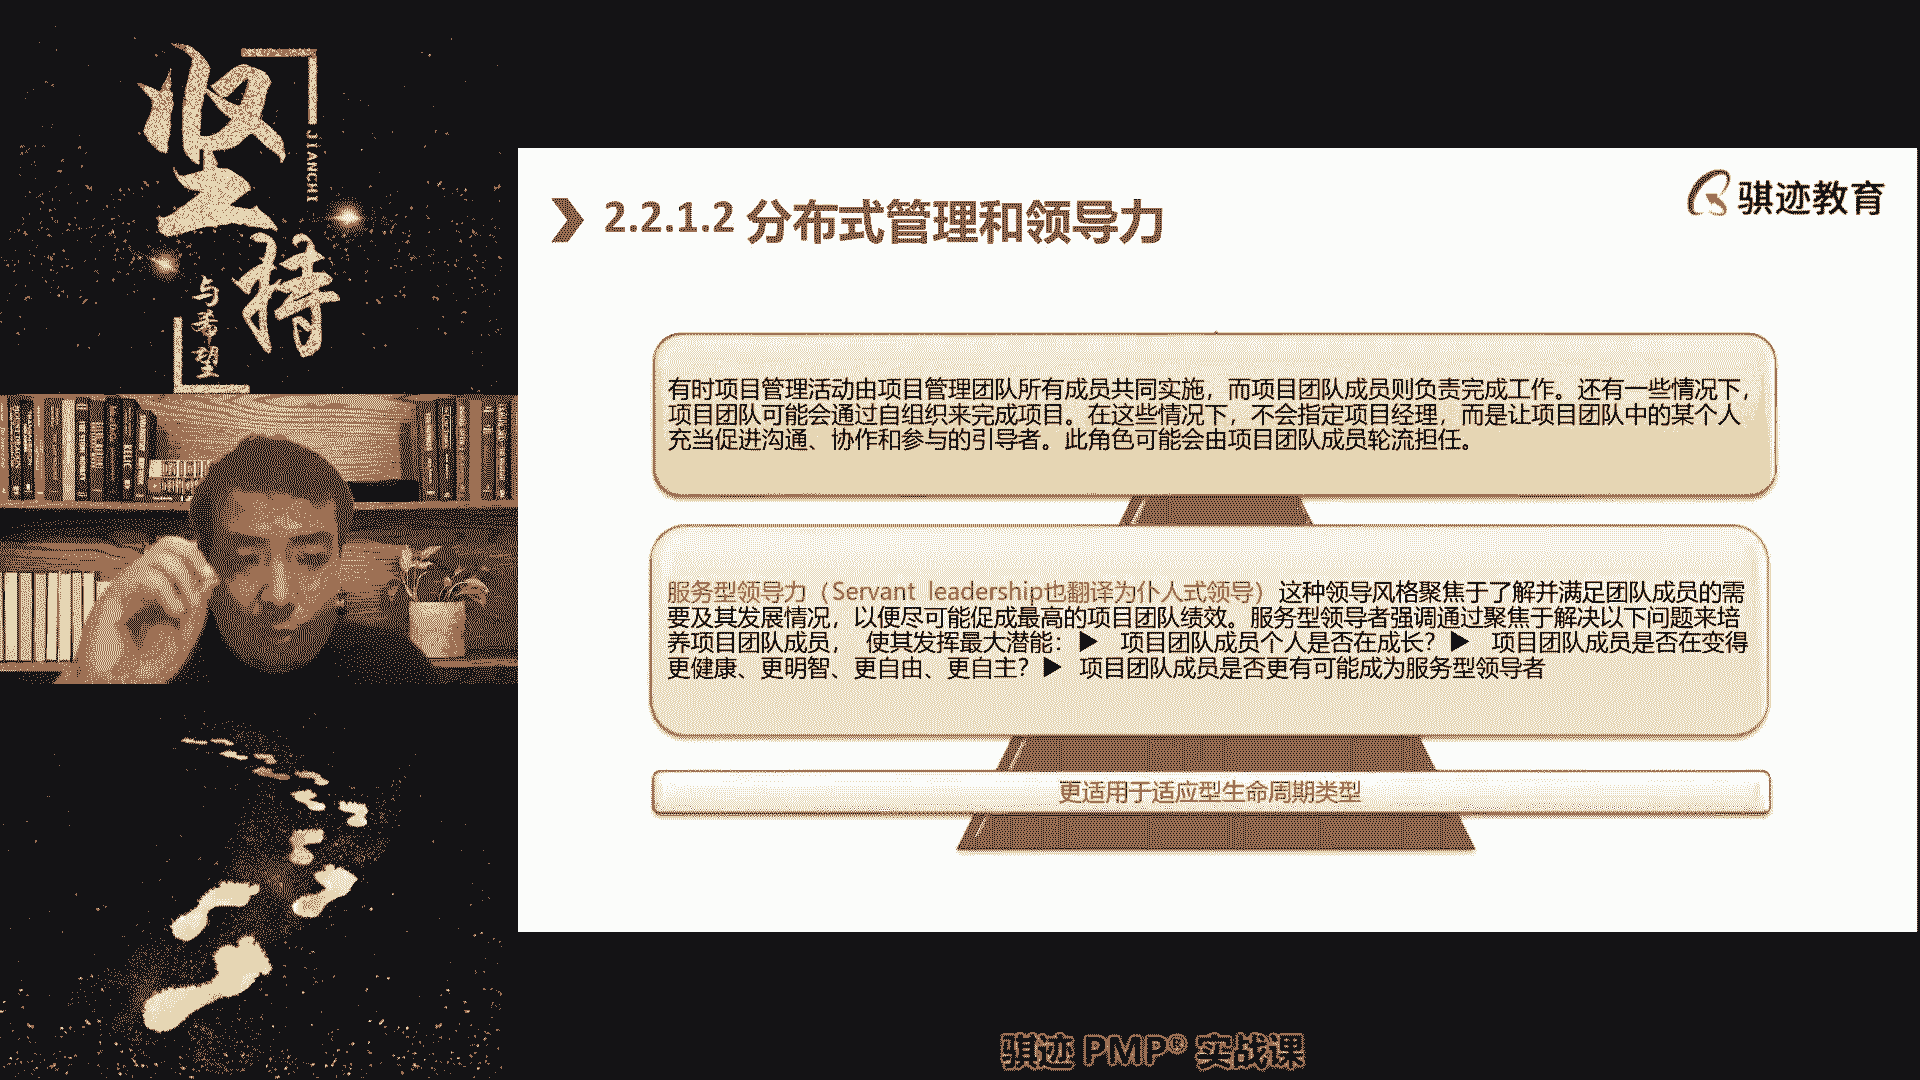 坚持
JIANCHI
与希望
骐迹教育
2.2.1.2 分布式管理和领导力
有时项目管理活动由项目管理团队所有成员共同实施，而项目团队成员则负责完成工作。还有一些情况下，
项目团队可能会通过自组织来完成项目。在这些情况下，不会指定项目经理，而是让项目团队中的某个人
充当促进沟通、协作和参与的引导者。此角色可能会由项目团队成员轮流担任。
服务型领导力（Servant leadership也翻译为仆人式领导）这种领导风格聚焦于了解并满足团队成员的需
要及其发展情况，以便尽可能促成最高的项目团队绩效。服务型领导者强调通过聚焦于解决以下问题来培
养项目团队成员， 使其发挥最大潜能：▶ 项目团队成员个人是否在成长？▶ 项目团队成员是否在变得
更健康、更明智、更自由、更自主？▶ 项目团队成员是否更有可能成为服务型领导者
更适用于适应型生命周期类型
骐迹 PMP® 实战课